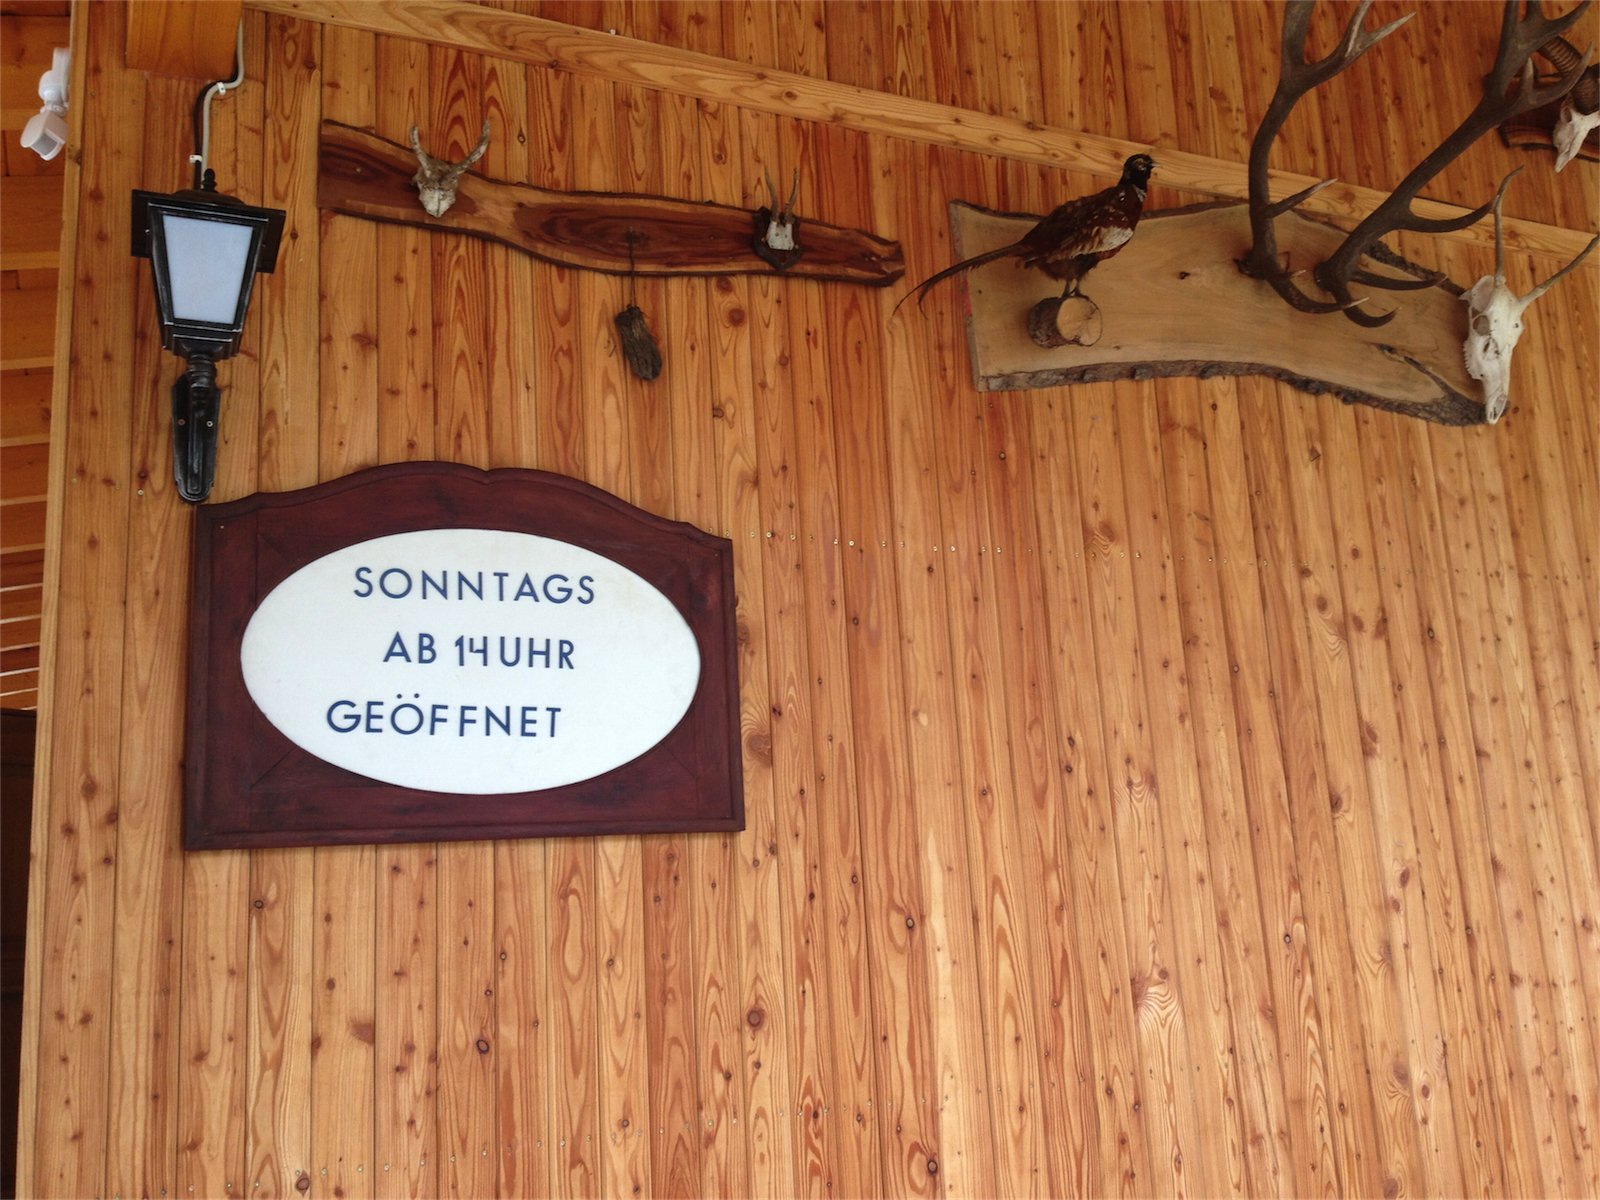 SONNTAGS
AB 14 UHR
GEÖFFNET